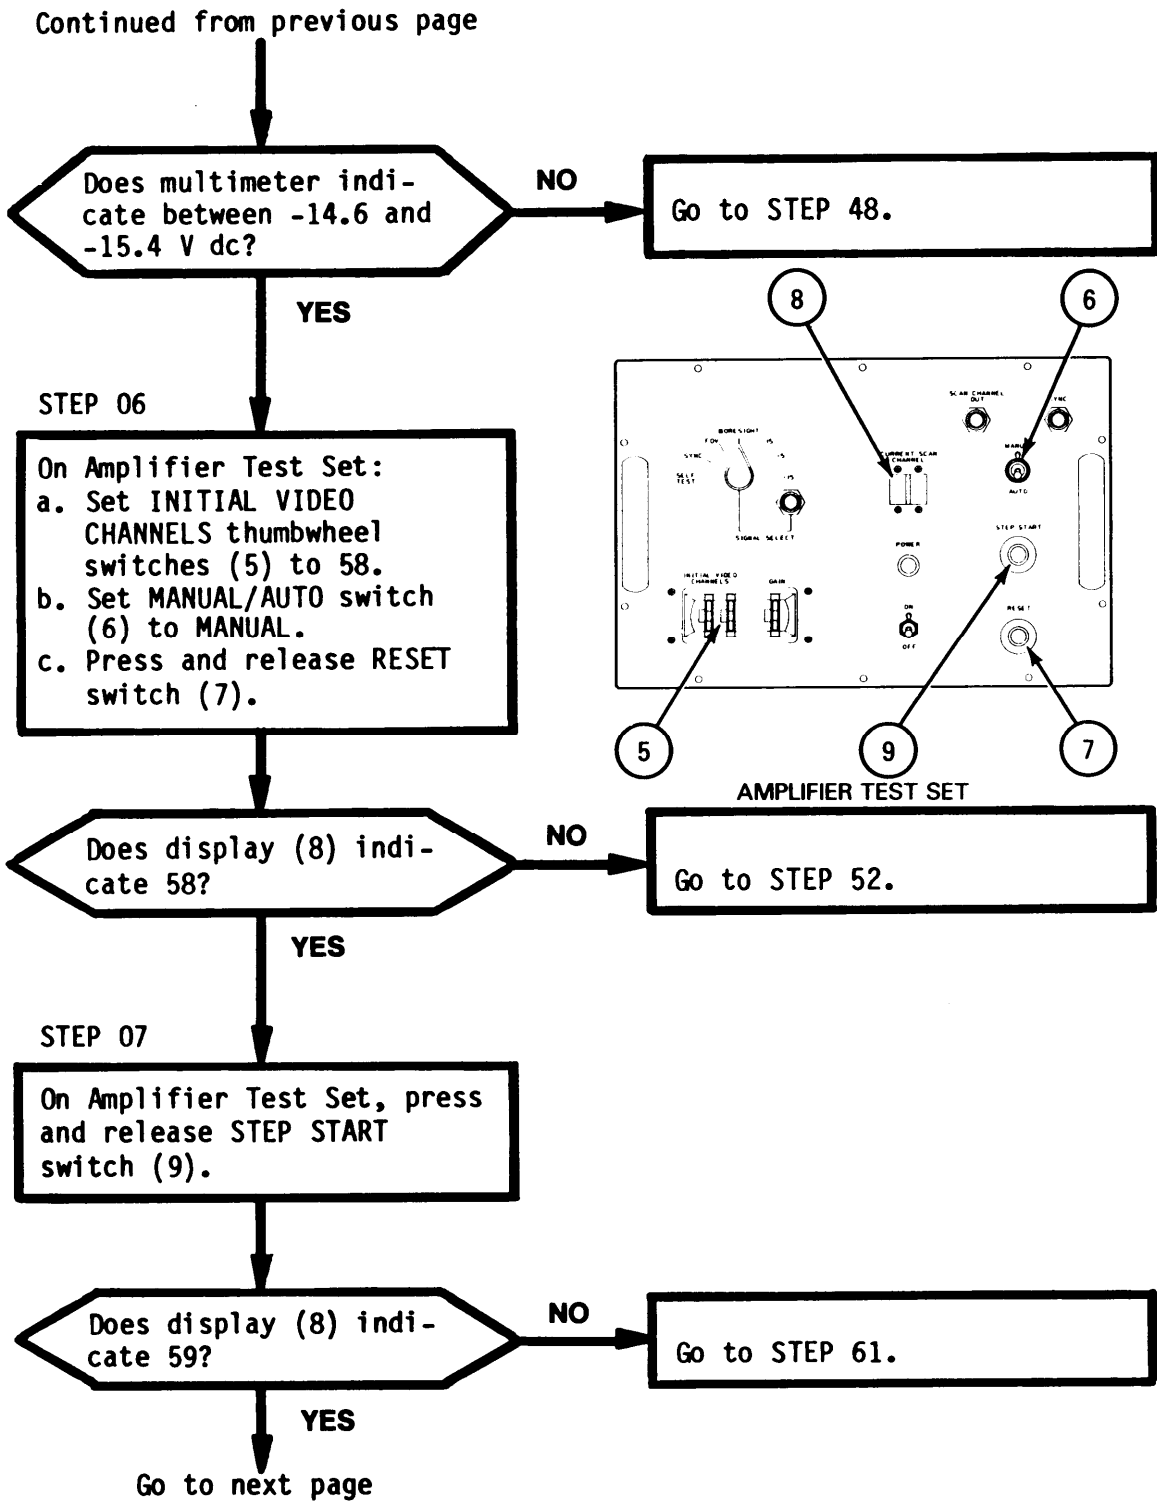 Continued from previous page
Does multimeter indi-
cate between -14.6 and
-15.4 V dc?
NO
Go to STEP 48.
YES
8
6
STEP 06
On Amplifier Test Set:
a. Set INITIAL VIDEO
CHANNELS thumbwheel
switches (5) to 58.
b. Set MANUAL/AUTO switch
(6) to MANUAL.
c. Press and release RESET
switch (7).
SCAN CHANNEL
OUT
YNC
BORESIGHT
FOV
SYNC
SELF
TEST
SIGNAL SELECT
CURRENT SCAN
CHANNEL
MANU
AUTO
STEP START
POWER
INITIAL VIDEO
CHANNELS
GAIN
ON
OFF
RESET
5
9
7
AMPLIFIER TEST SET
Does display (8) indi-
cate 58?
NO
Go to STEP 52.
YES
STEP 07
On Amplifier Test Set, press
and release STEP START
switch (9).
Does display (8) indi-
cate 59?
NO
Go to STEP 61.
YES
Go to next page